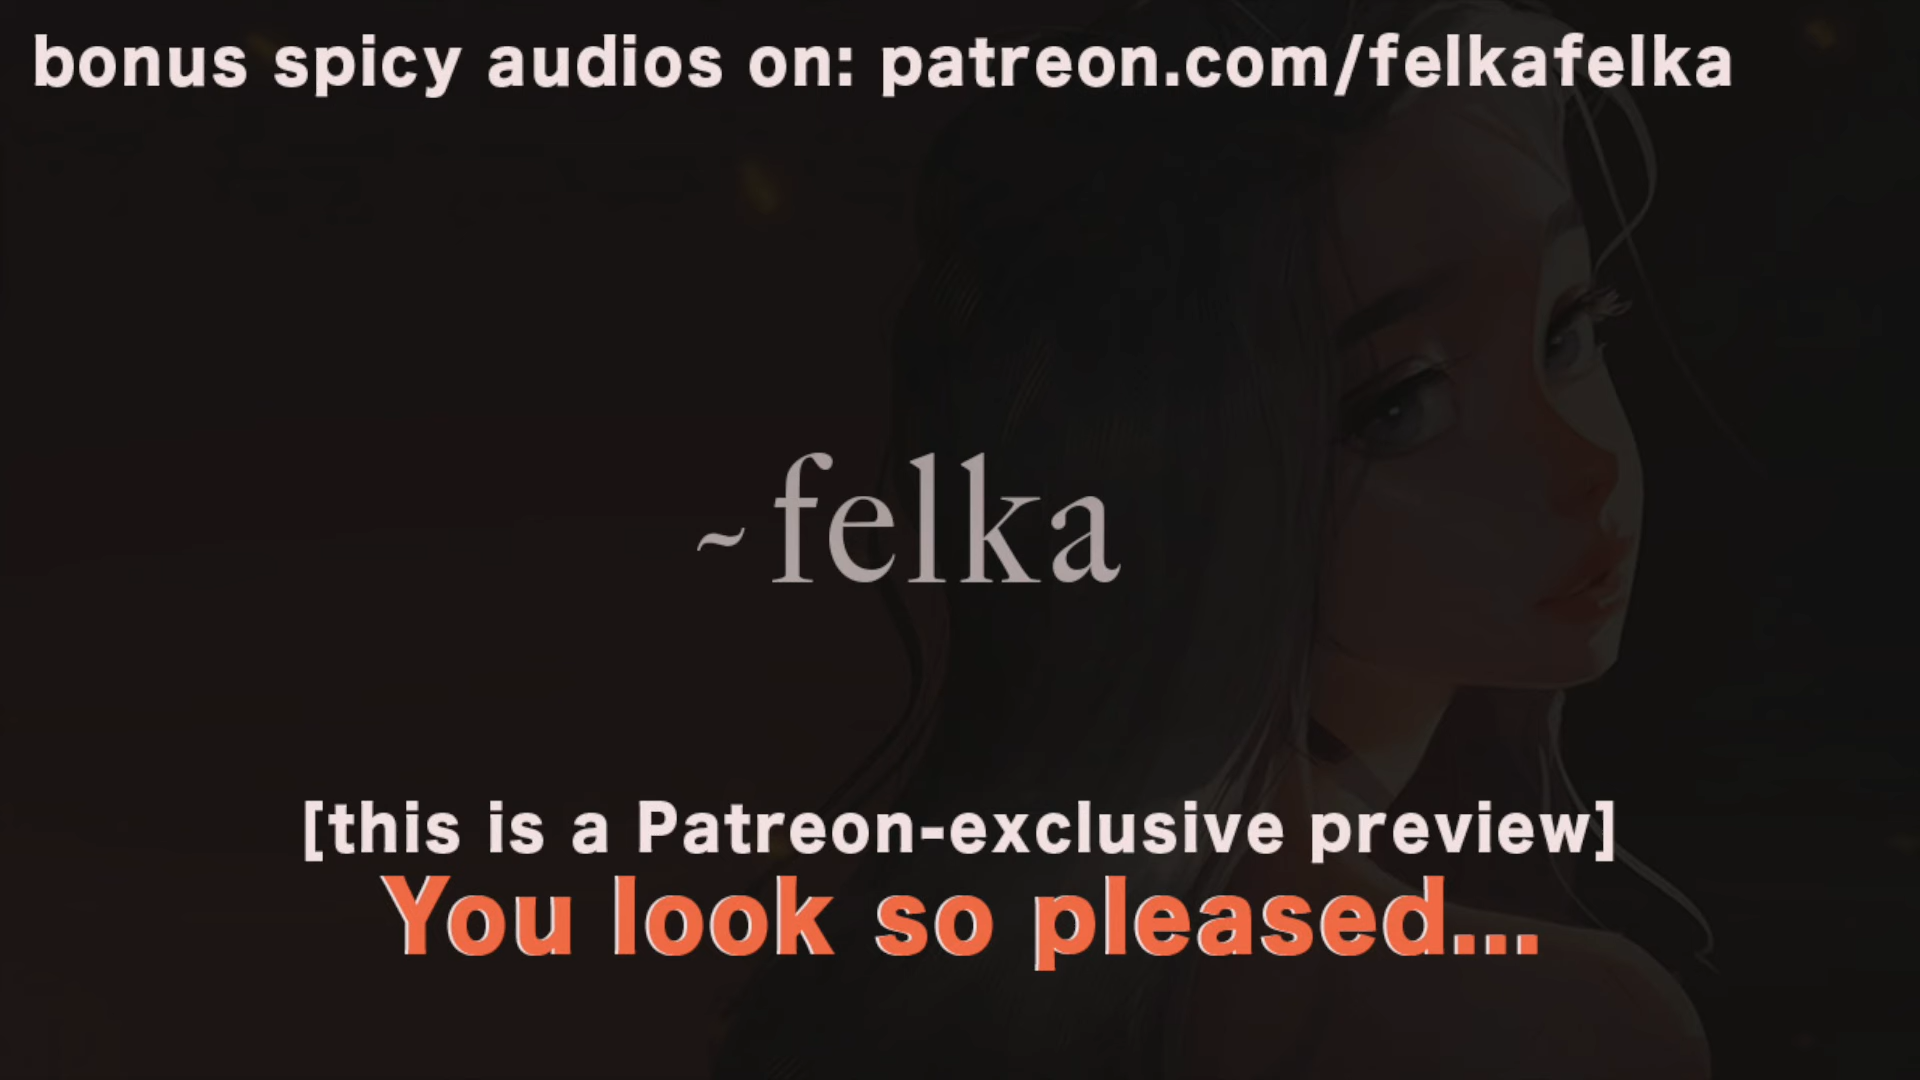 bonus spicy audios on: patreon.com/felkafelka
~felka
[this is a Patreon-exclusive preview]
You look so pleased...